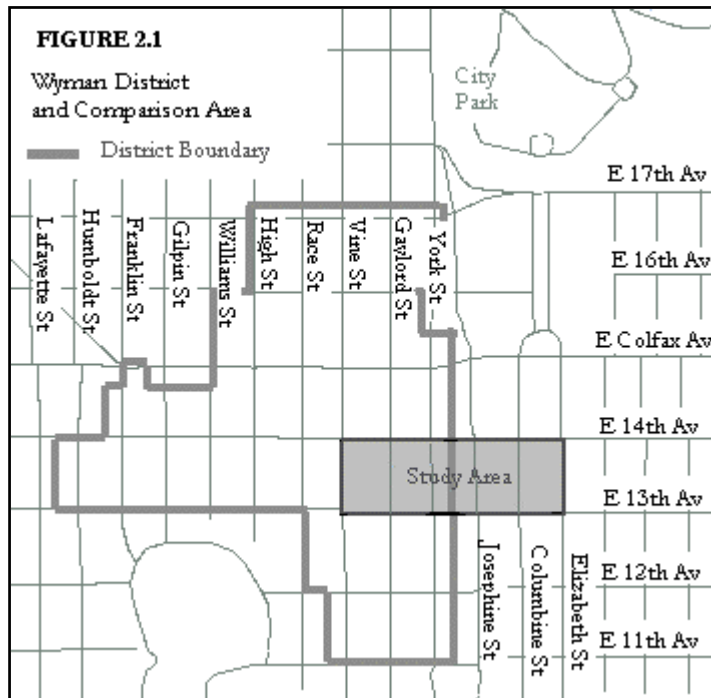 FIGURE 2.1
Wyman District
and Comparison Area
District Boundary
City
Park
E 17th Av
E 16th Av
E Colfax Av
E 14th Av
E 13th Av
E 12th Av
E 11th Av
Lafayette St
Humboldt St
Franklin St
Gilpin St
Williams St
High St
Race St
Vine St
Gaylord St
York St
Study Area
Josephine St
Columbine St
Elizabeth St